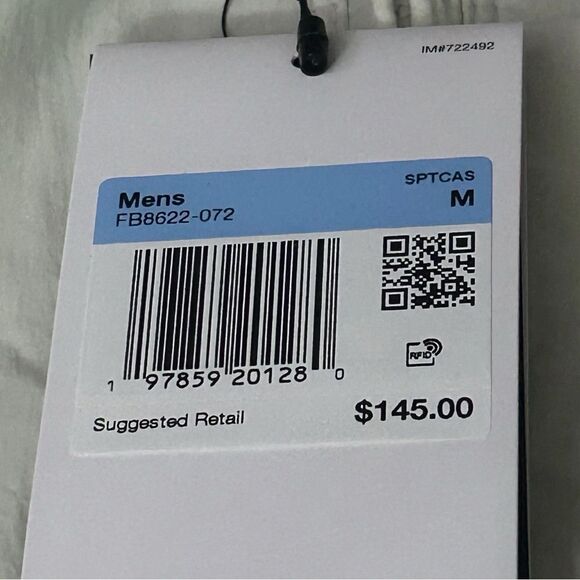 IM#722492
Mens
SPTCAS
FB8622-072
M
RFID
1 97859 20128 0
Suggested Retail
$145.00